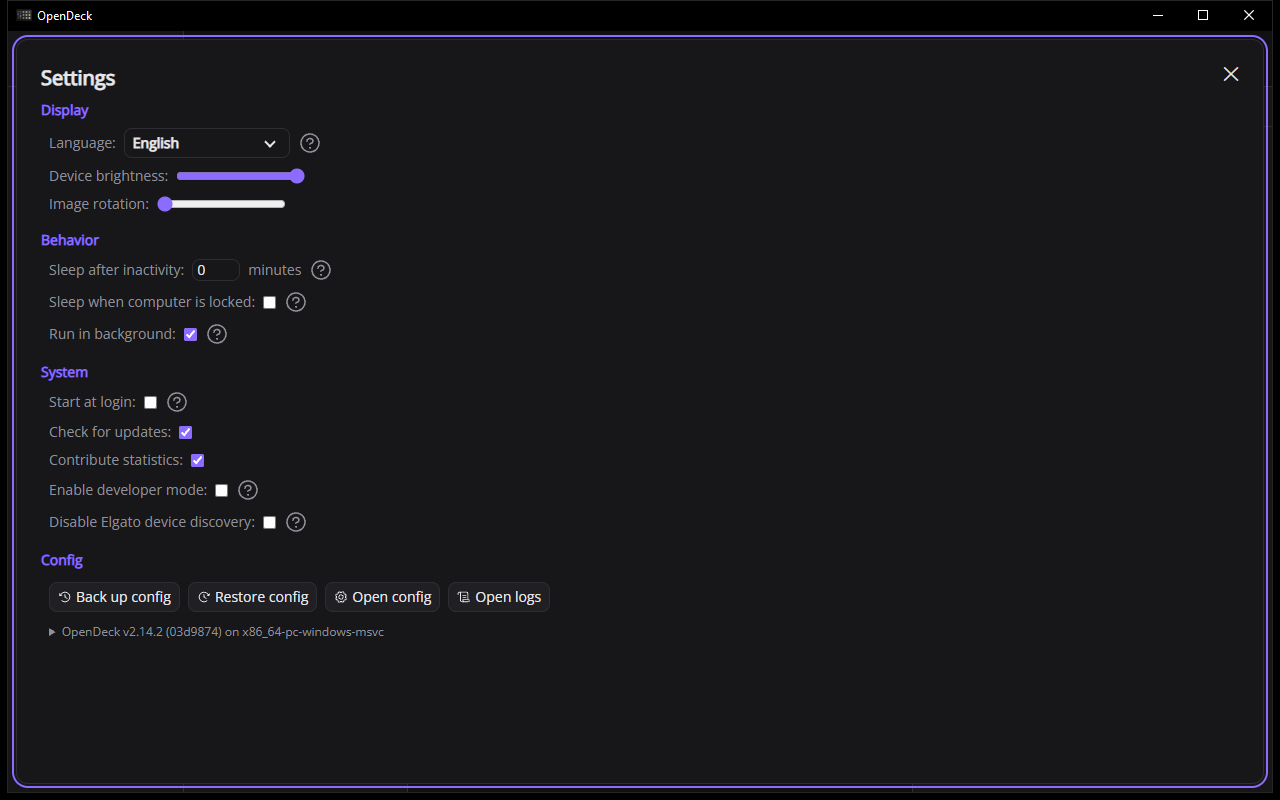 OpenDeck
Settings
Display
Language: English
Device brightness:
Image rotation:
Behavior
Sleep after inactivity: 0 minutes
Sleep when computer is locked:
Run in background:
System
Start at login:
Check for updates:
Contribute statistics:
Enable developer mode:
Disable Elgato device discovery:
Config
Back up config Restore config Open config Open logs
OpenDeck v2.14.2 (03d9874) on x86_64-pc-windows-msvc